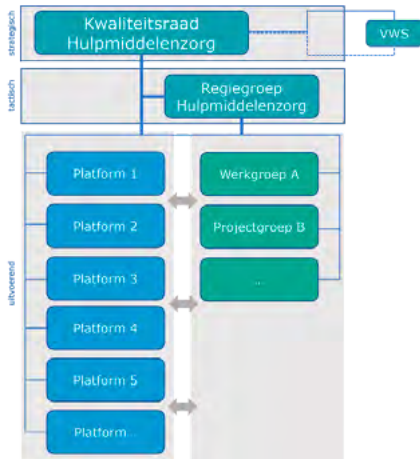 strategisch
Kwaliteitsraad
Hulpmiddelenzorg
VWS
tactisch
Regiegroep
Hulpmiddelenzorg
uitvoerend
Platform 1
Werkgroep A
Platform 2
Projectgroep B
Platform 3
...
Platform 4
Platform 5
Platform...